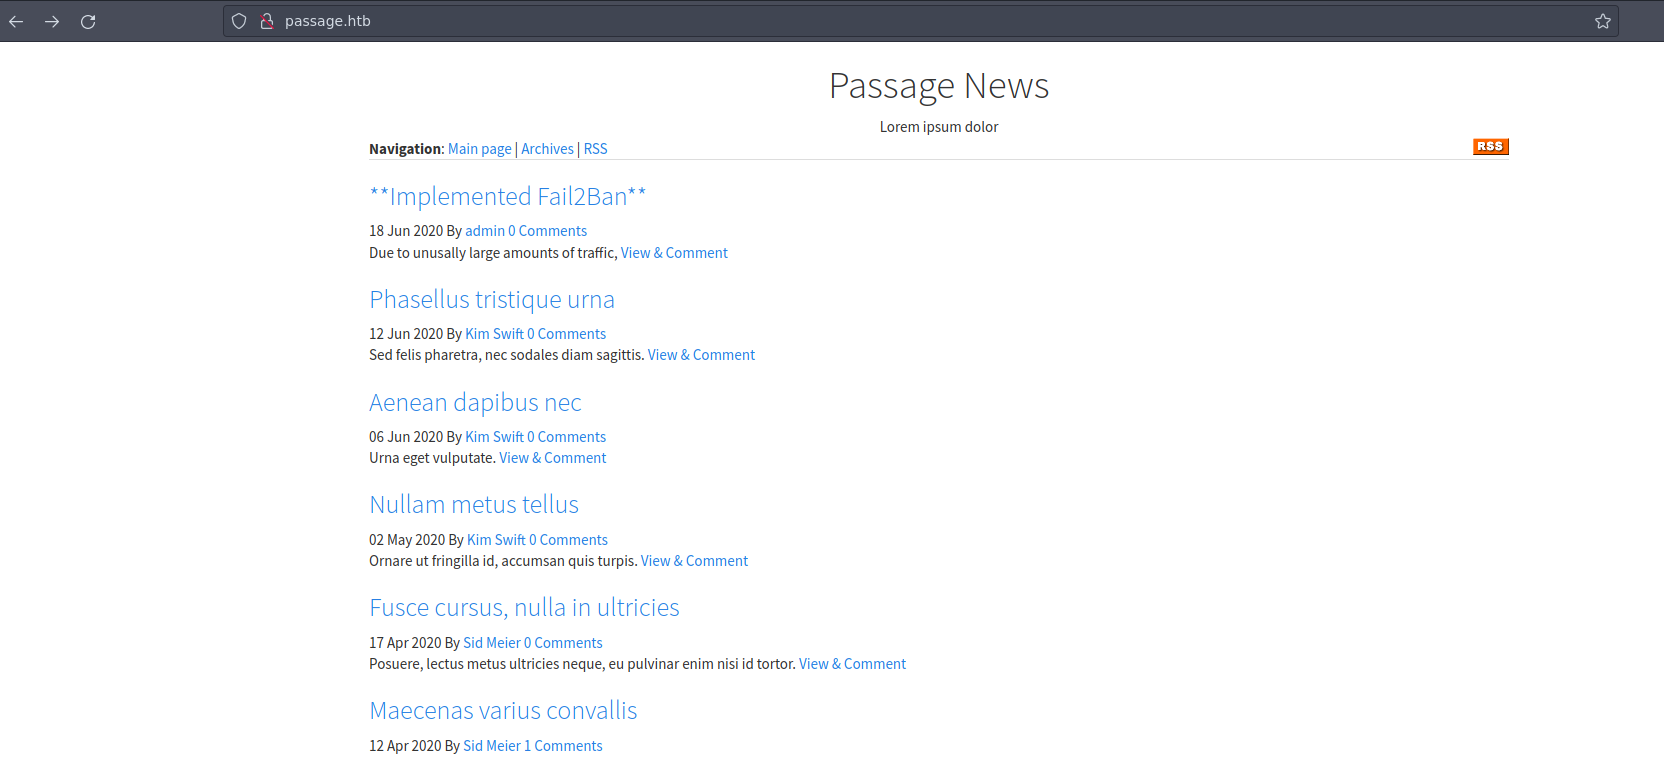 passage.htb
Passage News
Lorem ipsum dolor
Navigation: Main page | Archives | RSS
RSS
**Implemented Fail2Ban**
18 Jun 2020 By admin 0 Comments
Due to unusally large amounts of traffic, View & Comment
Phasellus tristique urna
12 Jun 2020 By Kim Swift 0 Comments
Sed felis pharetra, nec sodales diam sagittis. View & Comment
Aenean dapibus nec
06 Jun 2020 By Kim Swift 0 Comments
Urna eget vulputate. View & Comment
Nullam metus tellus
02 May 2020 By Kim Swift 0 Comments
Ornare ut fringilla id, accumsan quis turpis. View & Comment
Fusce cursus, nulla in ultricies
17 Apr 2020 By Sid Meier 0 Comments
Posuere, lectus metus ultricies neque, eu pulvinar enim nisi id tortor. View & Comment
Maecenas varius convallis
12 Apr 2020 By Sid Meier 1 Comments